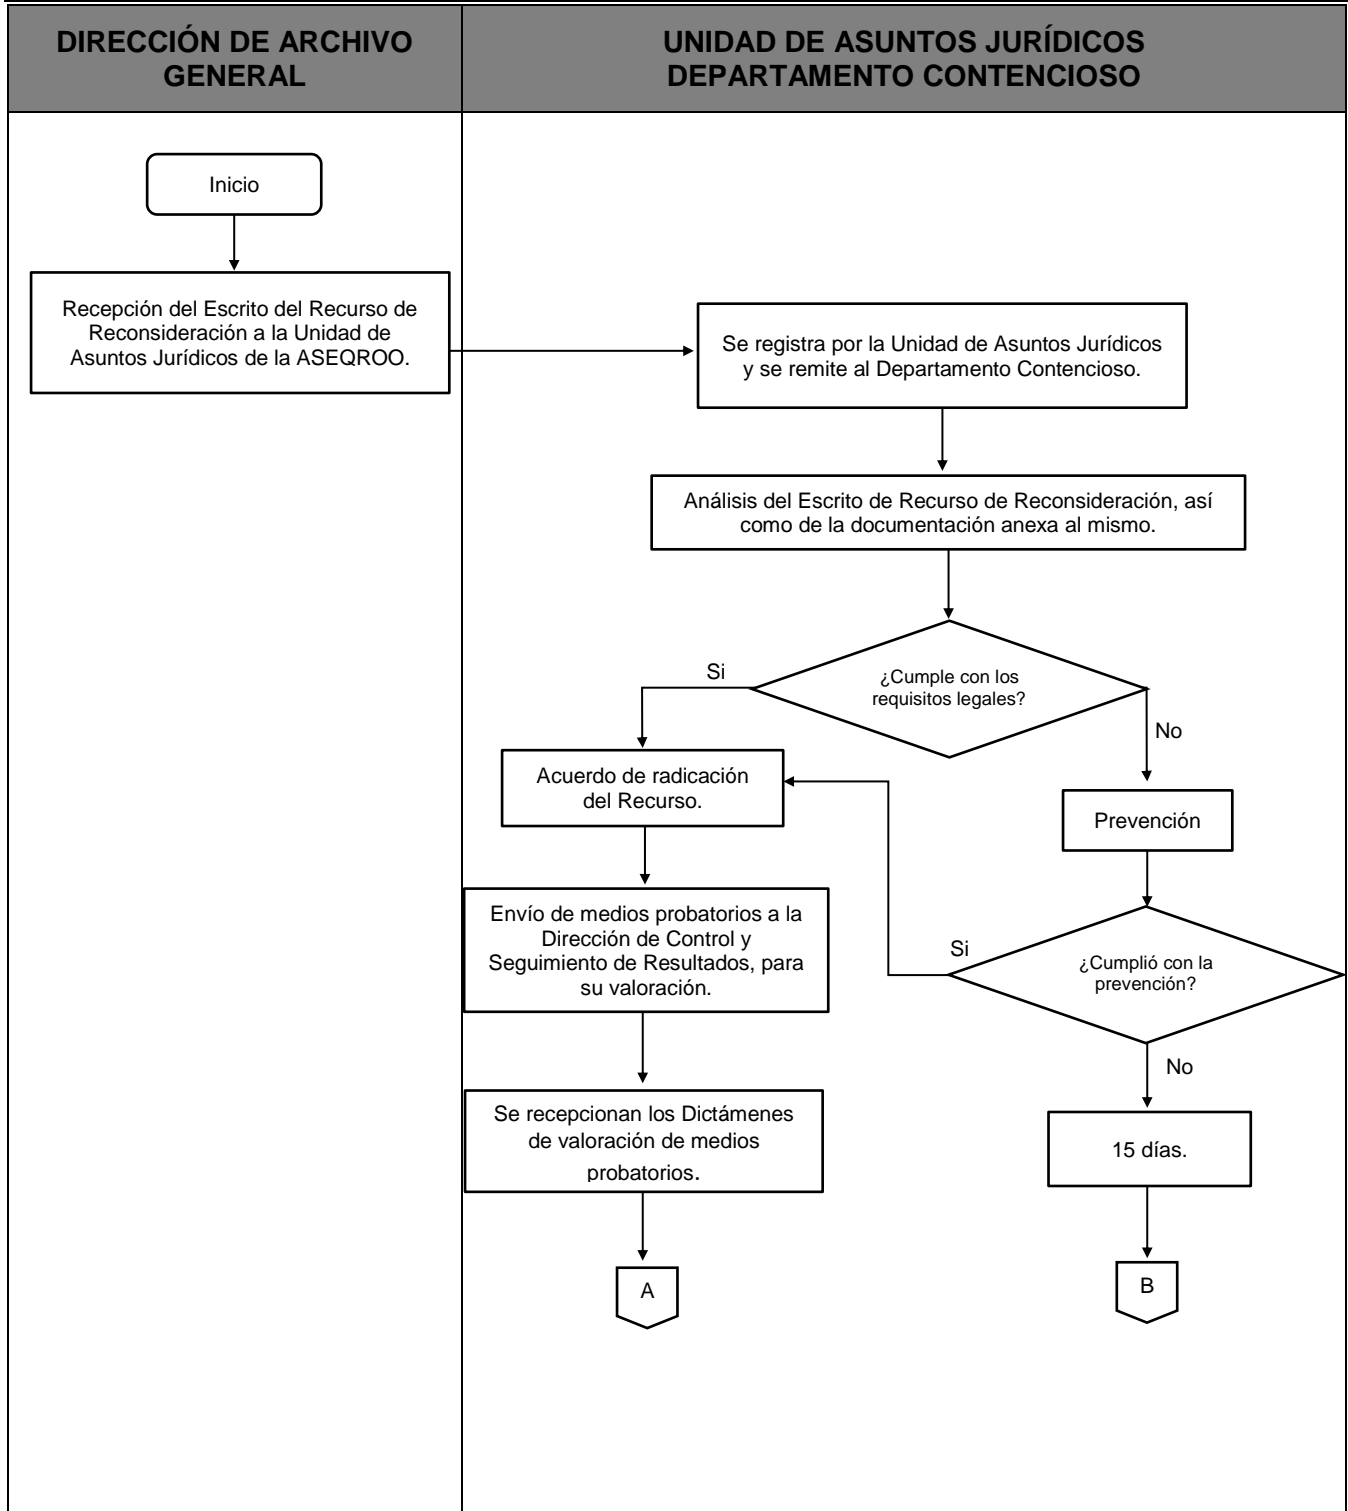 DIRECCIÓN DE ARCHIVO
GENERAL
UNIDAD DE ASUNTOS JURÍDICOS
DEPARTAMENTO CONTENCIOSO
Inicio
Recepción del Escrito del Recurso de
Reconsideración a la Unidad de
Asuntos Jurídicos de la ASEQROO.
Se registra por la Unidad de Asuntos Jurídicos
y se remite al Departamento Contencioso.
Análisis del Escrito de Recurso de Reconsideración, así
como de la documentación anexa al mismo.
¿Cumple con los
requisitos legales?
Si
No
Acuerdo de radicación
del Recurso.
Prevención
Envío de medios probatorios a la
Dirección de Control y
Seguimiento de Resultados, para
su valoración.
Si
¿Cumplió con la
prevención?
No
Se recepcionan los Dictámenes
de valoración de medios
probatorios.
15 días.
A
B